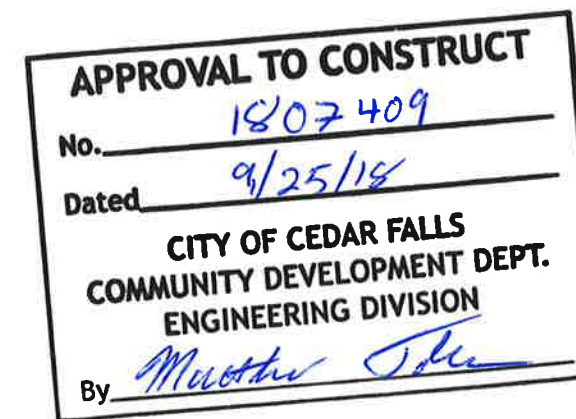 APPROVAL TO CONSTRUCT
No. 1807409
Dated 9/25/18
CITY OF CEDAR FALLS
COMMUNITY DEVELOPMENT DEPT.
ENGINEERING DIVISION
By